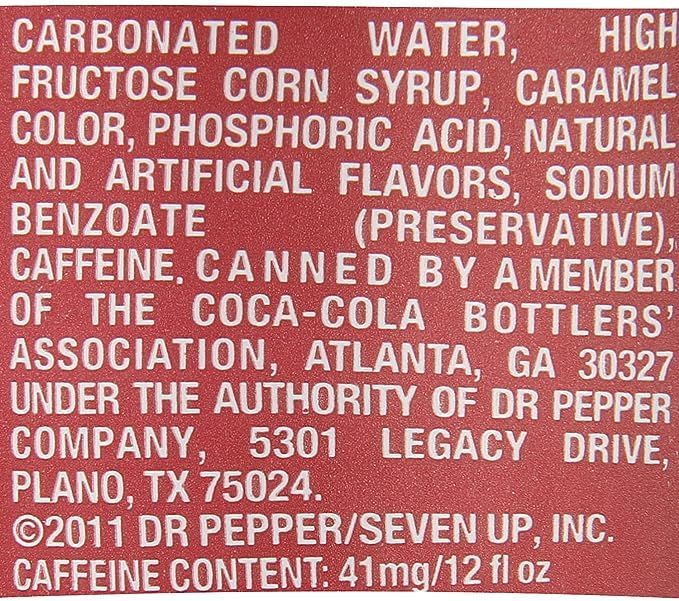 CARBONATED WATER, HIGH
FRUCTOSE CORN SYRUP, CARAMEL
COLOR, PHOSPHORIC ACID, NATURAL
AND ARTIFICIAL FLAVORS, SODIUM
BENZOATE (PRESERVATIVE),
CAFFEINE. CANNED BY A MEMBER
OF THE COCA-COLA BOTTLERS'
ASSOCIATION, ATLANTA, GA 30327
UNDER THE AUTHORITY OF DR PEPPER
COMPANY, 5301 LEGACY DRIVE,
PLANO, TX 75024.
©2011 DR PEPPER/SEVEN UP, INC.
CAFFEINE CONTENT: 41mg/12 fl oz